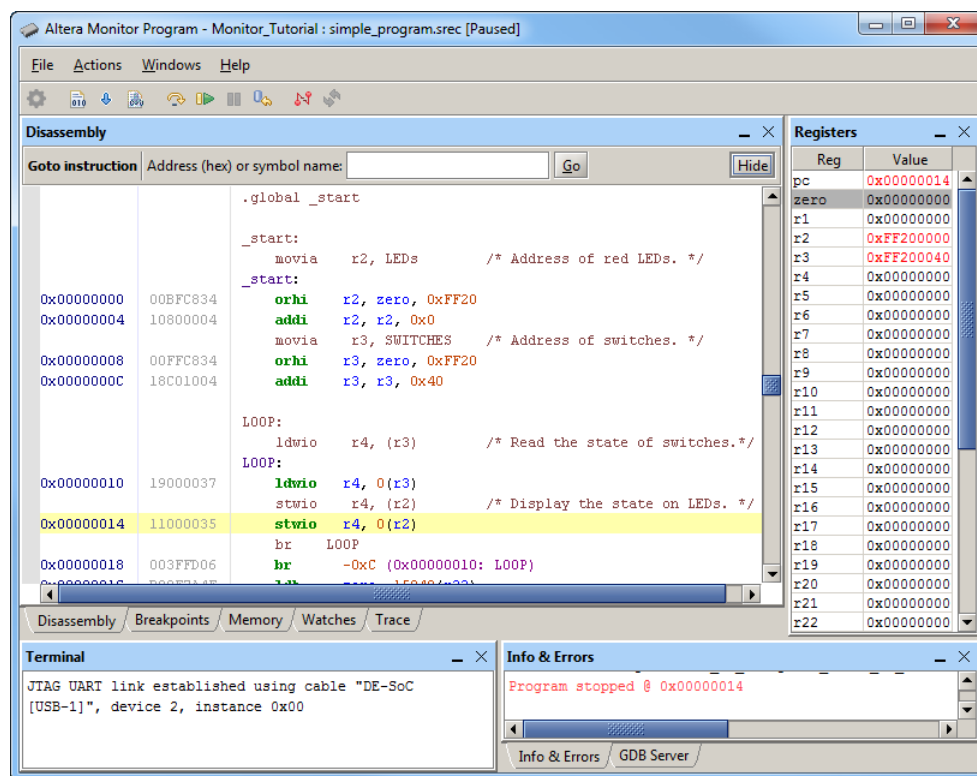 Altera Monitor Program - Monitor_Tutorial : simple_program.srec [Paused]
File Actions Windows Help
Disassembly
Goto instruction Address (hex) or symbol name: Go Hide
.global _start
_start:
movia r2, LEDs /* Address of red LEDs. */
_start:
0x00000000 00BFC834 orhi r2, zero, 0xFF20
0x00000004 10800004 addi r2, r2, 0x0
movia r3, SWITCHES /* Address of switches. */
0x00000008 00FFC834 orhi r3, zero, 0xFF20
0x0000000C 18C01004 addi r3, r3, 0x40
LOOP:
ldwio r4, (r3) /* Read the state of switches.*/
LOOP:
0x00000010 19000037 ldwio r4, 0(r3)
stwio r4, (r2) /* Display the state on LEDs. */
0x00000014 11000035 stwio r4, 0(r2)
br LOOP
0x00000018 003FFD06 br -0xC (0x00000010: LOOP)
Disassembly Breakpoints Memory Watches Trace
Registers
Reg Value
pc 0x00000014
zero 0x00000000
r1 0x00000000
r2 0xFF200000
r3 0xFF200040
r4 0x00000000
r5 0x00000000
r6 0x00000000
r7 0x00000000
r8 0x00000000
r9 0x00000000
r10 0x00000000
r11 0x00000000
r12 0x00000000
r13 0x00000000
r14 0x00000000
r15 0x00000000
r16 0x00000000
r17 0x00000000
r18 0x00000000
r19 0x00000000
r20 0x00000000
r21 0x00000000
r22 0x00000000
Terminal
JTAG UART link established using cable "DE-SoC
[USB-1]", device 2, instance 0x00
Info & Errors
Program stopped @ 0x00000014
Info & Errors GDB Server